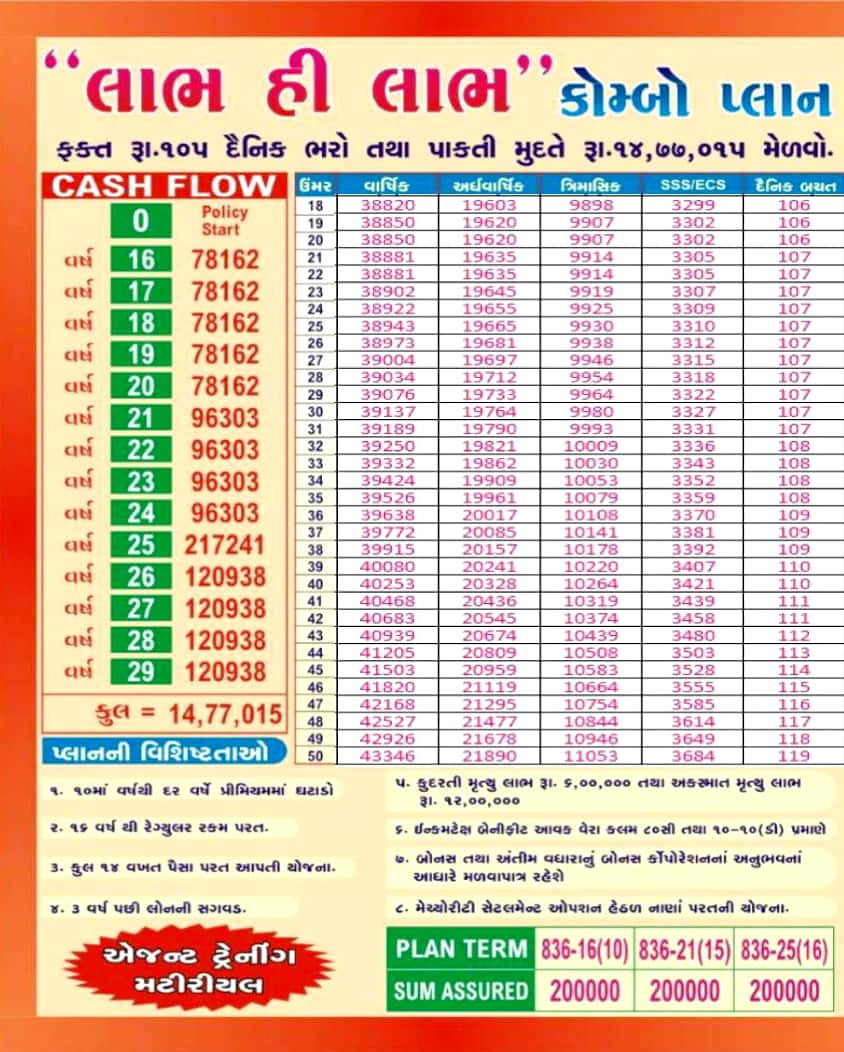 “લાભ હી લાભ” કોમ્બો પ્લાન
ફક્ત રૂા.૧૦૫ દૈનિક ભરો તથા પાકતી મુદતે રૂા.૧૪,૭૭,૦૧૫ મેળવો.
CASH FLOW
0 Policy Start
વર્ષ 16 78162
વર્ષ 17 78162
વર્ષ 18 78162
વર્ષ 19 78162
વર્ષ 20 78162
વર્ષ 21 96303
વર્ષ 22 96303
વર્ષ 23 96303
વર્ષ 24 96303
વર્ષ 25 217241
વર્ષ 26 120938
વર્ષ 27 120938
વર્ષ 28 120938
વર્ષ 29 120938
કુલ = 14,77,015
ઉંમર વાર્ષિક અર્ધવાર્ષિક ત્રિમાસિક SSS/ECS દૈનિક બચત
18 38820 19603 9898 3299 106
19 38850 19620 9907 3302 106
20 38850 19620 9907 3302 106
21 38881 19635 9914 3305 107
22 38881 19635 9914 3305 107
23 38902 19645 9919 3307 107
24 38922 19655 9925 3309 107
25 38943 19665 9930 3310 107
26 38973 19681 9938 3312 107
27 39004 19697 9946 3315 107
28 39034 19712 9954 3318 107
29 39076 19733 9964 3322 107
30 39137 19764 9980 3327 107
31 39189 19790 9993 3331 107
32 39250 19821 10009 3336 108
33 39332 19862 10030 3343 108
34 39424 19909 10053 3352 108
35 39526 19961 10079 3359 108
36 39638 20017 10108 3370 109
37 39772 20085 10141 3381 109
38 39915 20157 10178 3392 109
39 40080 20241 10220 3407 110
40 40253 20328 10264 3421 110
41 40468 20436 10319 3439 111
42 40683 20545 10374 3458 111
43 40939 20674 10439 3480 112
44 41205 20809 10508 3503 113
45 41503 20959 10583 3528 114
46 41820 21119 10664 3555 115
47 42168 21295 10754 3585 116
48 42527 21477 10844 3614 117
49 42926 21678 10946 3649 118
50 43346 21890 11053 3684 119
પ્લાનની વિશિષ્ટતાઓ
૧. ૧૦માં વર્ષથી દર વર્ષે પ્રીમિયમમાં ઘટાડો
૨. ૧૬ વર્ષ થી રેગ્યુલર રકમ પરત.
૩. કુલ ૧૪ વખત પૈસા પરત આપતી યોજના.
૪. ૩ વર્ષ પછી લોનની સગવડ.
૫. કુદરતી મૃત્યુ લાભ રૂા. ૬,૦૦,૦૦૦ તથા અકસ્માત મૃત્યુ લાભ
રૂા. ૧૨,૦૦,૦૦૦
૬. ઈન્કમટેક્ષ બેનીફીટ આવક વેરા કલમ ૮૦સી તથા ૧૦-૧૦(ડી) પ્રમાણે
૭. બોનસ તથા અંતીમ વધારાનું બોનસ ર્કોપોરેશનનાં અનુભવનાં
આધારે મળવાપાત્ર રહેશે
૮. મેચ્યોરીટી સેટલમેન્ટ ઓપશન હેઠળ નાણાં પરતની યોજના.
એજન્ટ ટ્રેનીંગ
મટીરીયલ
PLAN TERM 836-16(10) 836-21(15) 836-25(16)
SUM ASSURED 200000 200000 200000